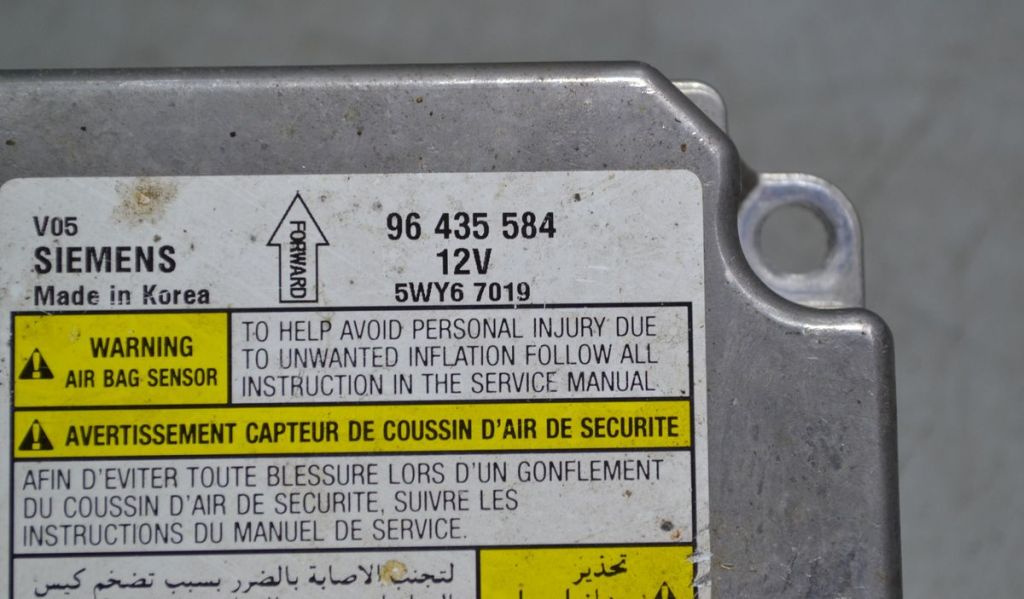 V05
SIEMENS
Made in Korea
FORWARD
96 435 584
12V
5WY6 7019
WARNING
AIR BAG SENSOR
TO HELP AVOID PERSONAL INJURY DUE
TO UNWANTED INFLATION FOLLOW ALL
INSTRUCTION IN THE SERVICE MANUAL
AVERTISSEMENT CAPTEUR DE COUSSIN D'AIR DE SECURITE
AFIN D'EVITER TOUTE BLESSURE LORS D'UN GONFLEMENT
DU COUSSIN D'AIR DE SECURITE, SUIVRE LES
INSTRUCTIONS DU MANUEL DE SERVICE.
تحذير
لتجنب الاصابة بالضرر بسبب تضخم كيس